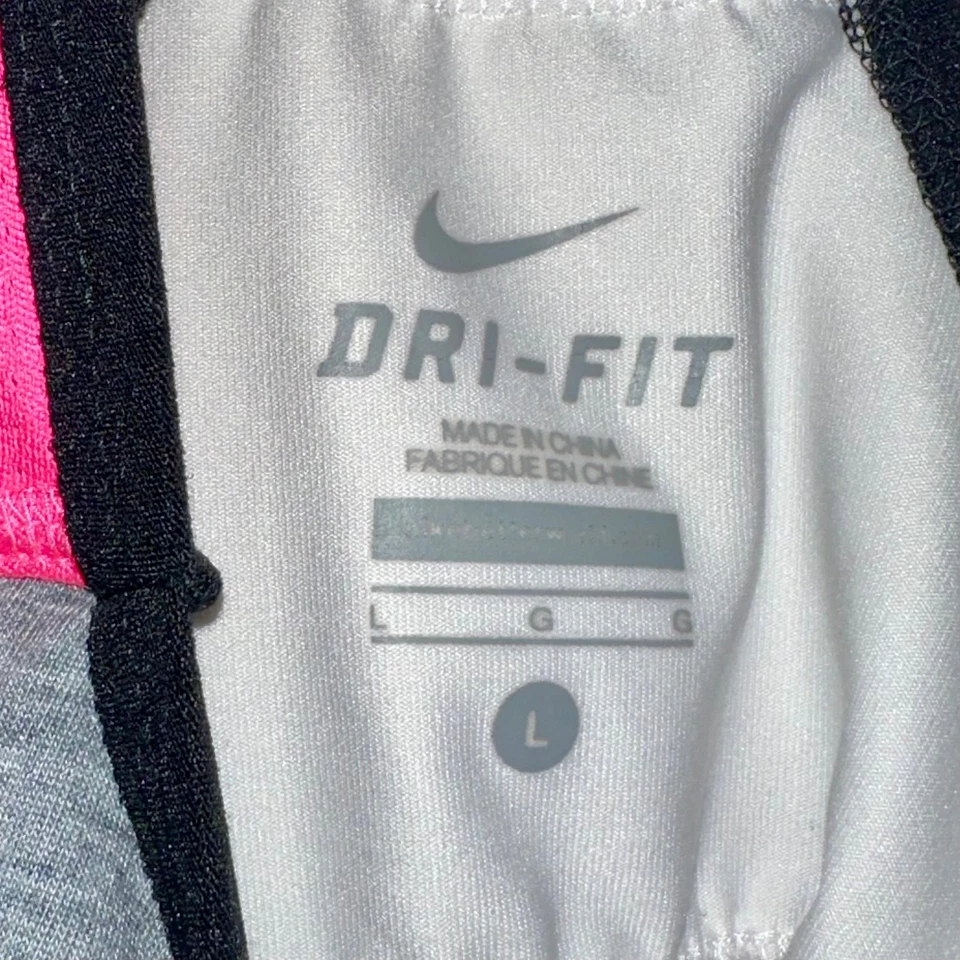 DRI-FIT
MADE IN CHINA
FABRIQUE EN CHINE
L G G
L